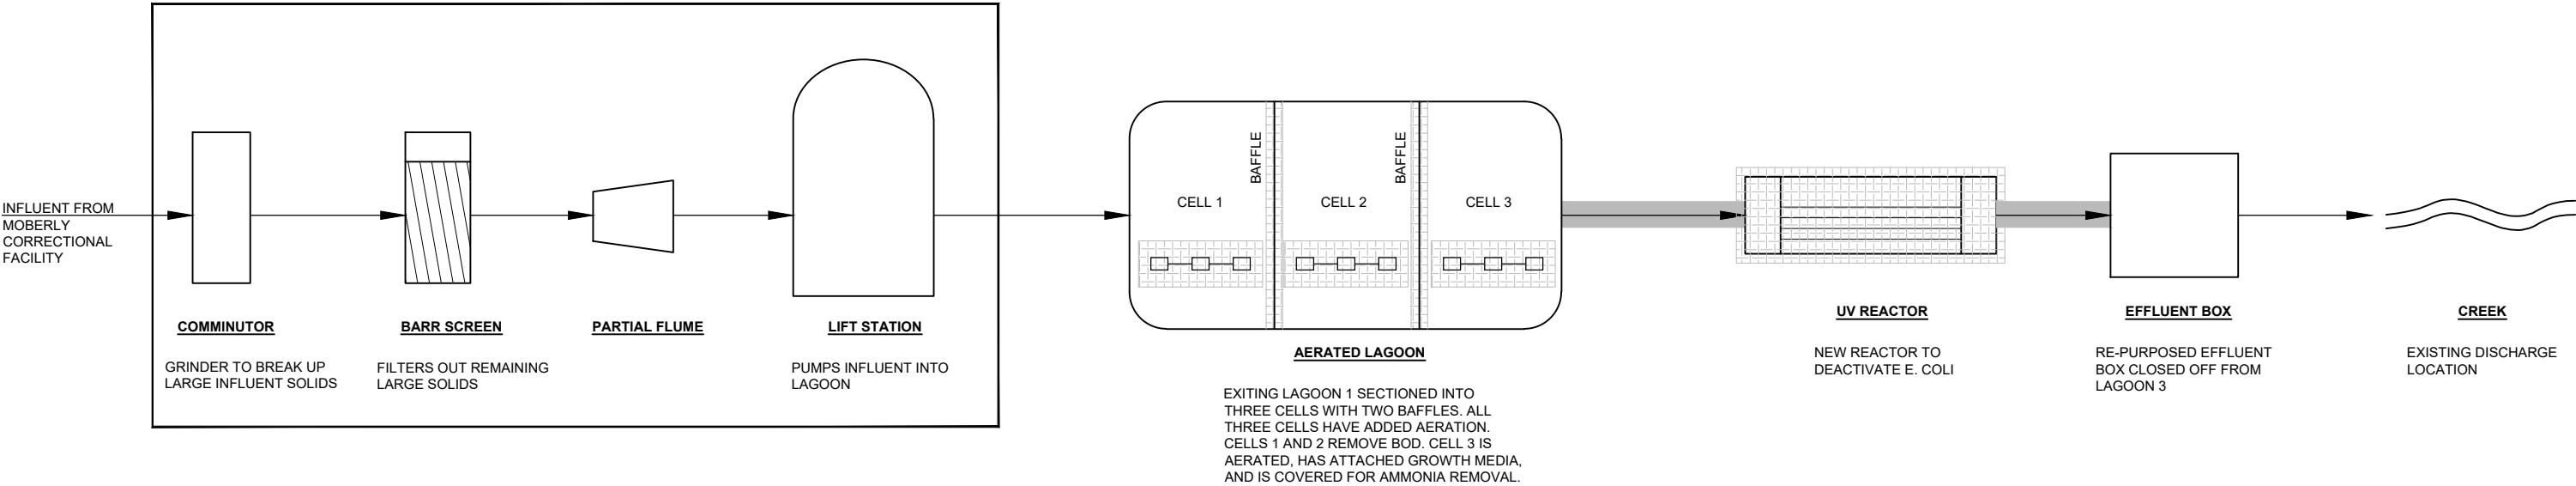 INFLUENT FROM
MOBERLY
CORRECTIONAL
FACILITY
COMMINUTOR
GRINDER TO BREAK UP
LARGE INFLUENT SOLIDS
BARR SCREEN
FILTERS OUT REMAINING
LARGE SOLIDS
PARTIAL FLUME
LIFT STATION
PUMPS INFLUENT INTO
LAGOON
CELL 1
BAFFLE
CELL 2
BAFFLE
CELL 3
AERATED LAGOON
EXITING LAGOON 1 SECTIONED INTO
THREE CELLS WITH TWO BAFFLES. ALL
THREE CELLS HAVE ADDED AERATION.
CELLS 1 AND 2 REMOVE BOD. CELL 3 IS
AERATED, HAS ATTACHED GROWTH MEDIA,
AND IS COVERED FOR AMMONIA REMOVAL.
UV REACTOR
NEW REACTOR TO
DEACTIVATE E. COLI
EFFLUENT BOX
RE-PURPOSED EFFLUENT
BOX CLOSED OFF FROM
LAGOON 3
CREEK
EXISTING DISCHARGE
LOCATION